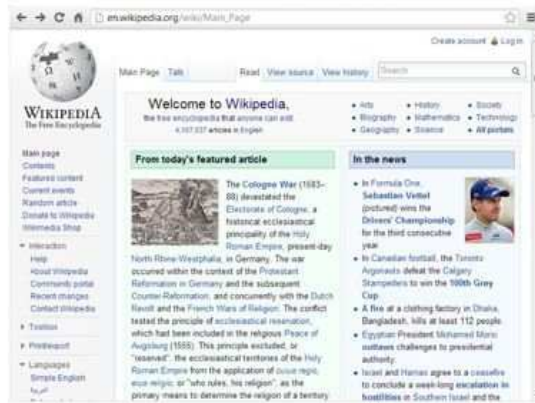 en.wikipedia.org/wiki/Main_Page
Create account Log in
Main Page Talk Read View source View history Search
WIKIPEDIA
The Free Encyclopedia
Main page
Contents
Featured content
Current events
Random article
Donate to Wikipedia
Wikimedia Shop
Interaction
Help
About Wikipedia
Community portal
Recent changes
Contact Wikipedia
Toolbox
Print/export
Languages
Simple English
العربية
Welcome to Wikipedia,
the free encyclopedia that anyone can edit.
articles in English
Arts
Biography
Geography
History
Mathematics
Science
Society
Technology
All portals
From today's featured article
The Cologne War (1583–
88) devastated the
Electorate of Cologne, a
historical ecclesiastical
principality of the Holy
Roman Empire, present-day
North Rhine-Westphalia, in Germany. The war
occurred within the context of the Protestant
Reformation in Germany and the subsequent
Counter-Reformation, and concurrently with the Dutch
Revolt and the French Wars of Religion. The conflict
tested the principle of ecclesiastical reservation,
which had been included in the religious Peace of
Augsburg (1555). This principle excluded, or
"reserved", the ecclesiastical territories of the Holy
Roman Empire from the application of cuius regio,
eius religio, or "who rules, his religion", as the
primary means to determine the religion of a territory
In the news
In Formula One,
Sebastian Vettel
(pictured) wins the
Drivers' Championship
for the third consecutive
year.
In Canadian football, the Toronto
Argonauts defeat the Calgary
Stampeders to win the 100th Grey
Cup.
A fire at a clothing factory in Dhaka,
Bangladesh, kills at least 112 people.
Egyptian President Mohamed Morsi
outlaws challenges to presidential
authority.
Israel and Hamas agree to a ceasefire
to conclude a week-long escalation in
hostilities in Southern Israel and the